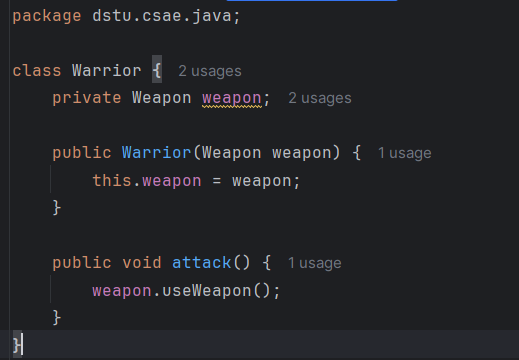 package dstu.csae.java;
class Warrior { 2 usages
private Weapon weapon; 2 usages
public Warrior(Weapon weapon) { 1 usage
this.weapon = weapon;
}
public void attack() { 1 usage
weapon.useWeapon();
}
}